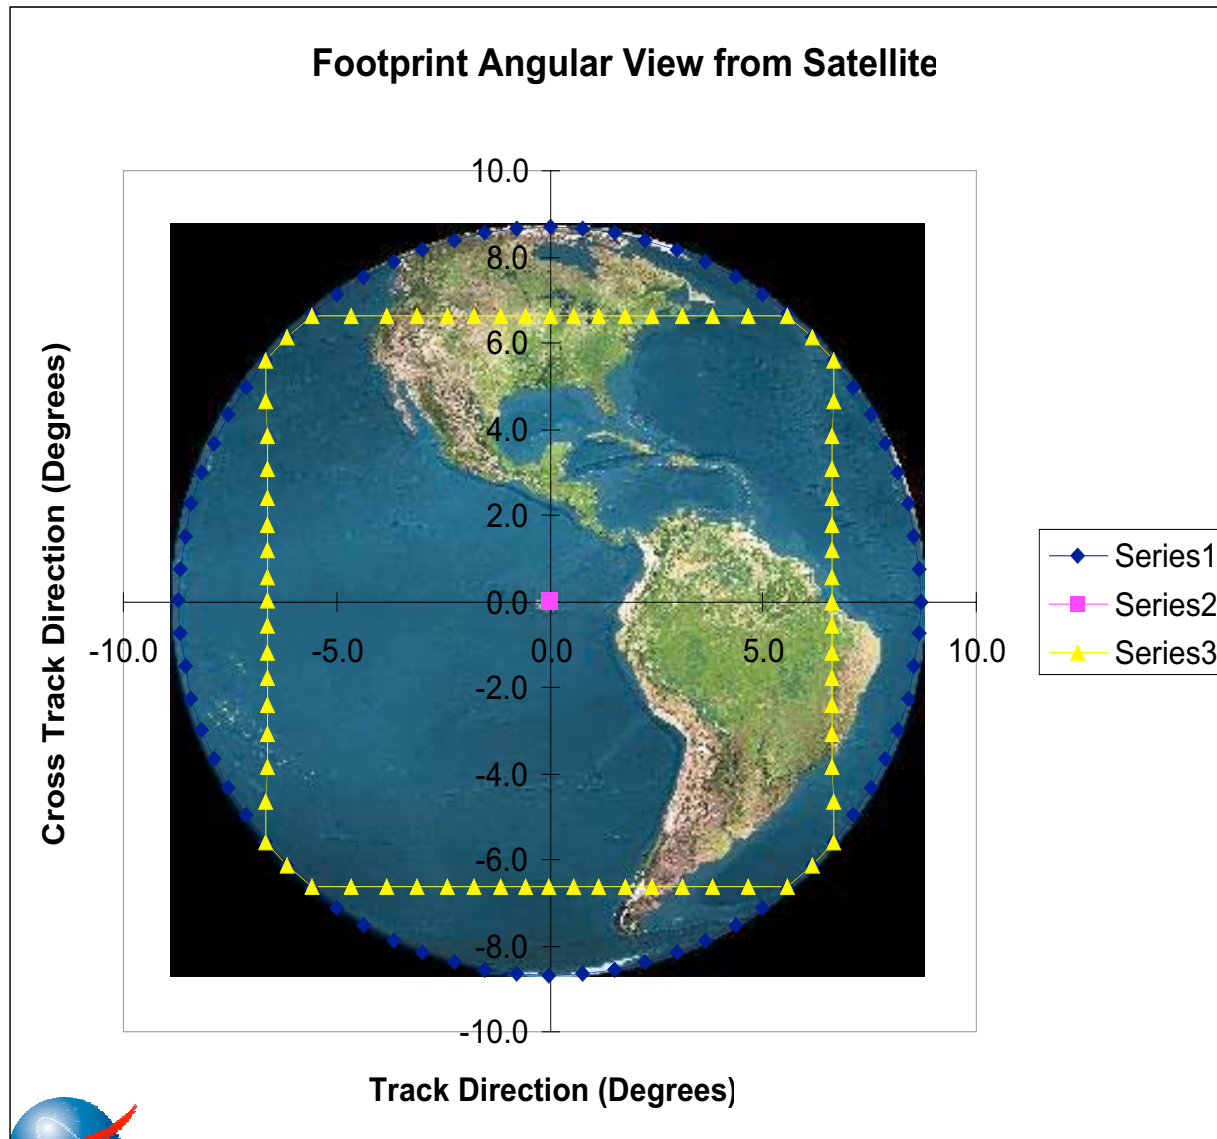 Footprint Angular View from Satellite
10.0
8.0
6.0
4.0
2.0
0.0
-2.0
-4.0
-6.0
-8.0
-10.0
-10.0 -5.0 0.0 5.0 10.0
Cross Track Direction (Degrees)
Track Direction (Degrees)
Series1
Series2
Series3